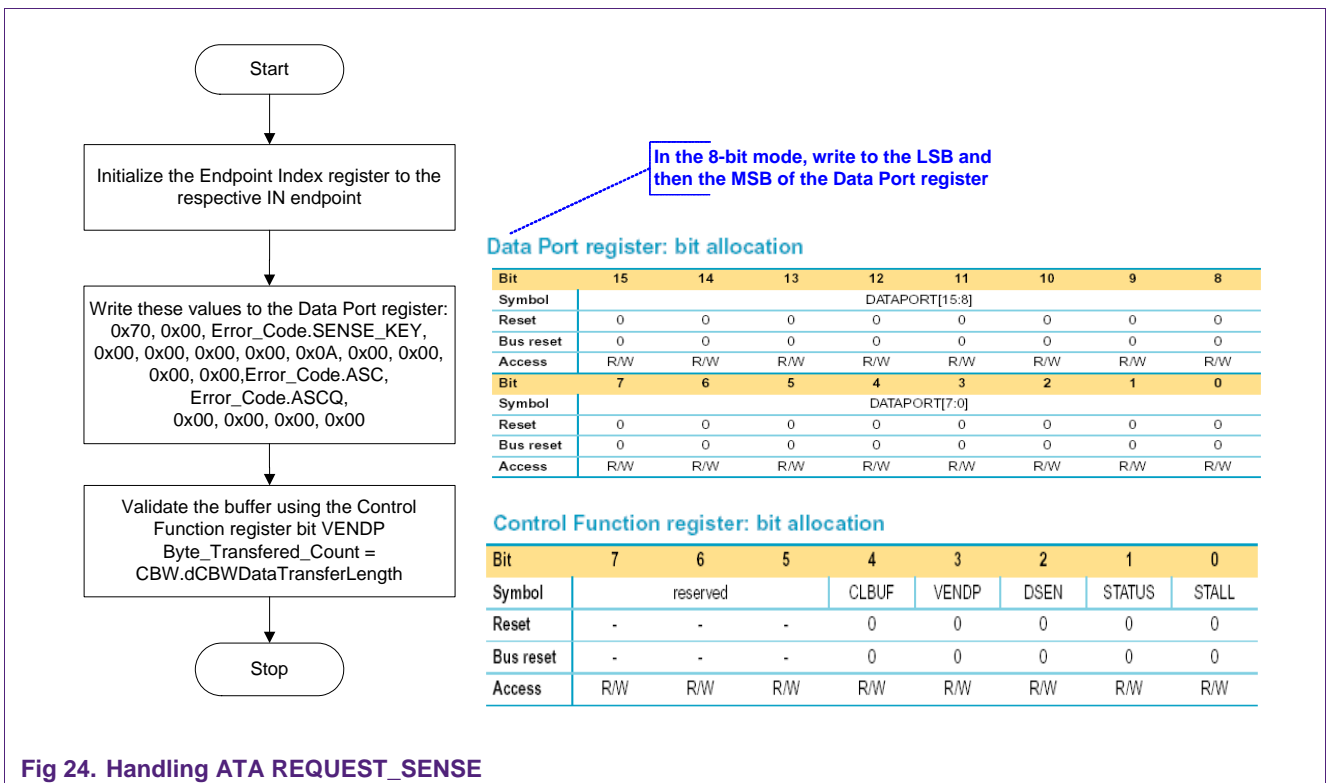 Start
Initialize the Endpoint Index register to the
respective IN endpoint
Write these values to the Data Port register:
0x70, 0x00, Error_Code.SENSE_KEY,
0x00, 0x00, 0x00, 0x00, 0x0A, 0x00, 0x00,
0x00, 0x00,Error_Code.ASC,
Error_Code.ASCQ,
0x00, 0x00, 0x00, 0x00
Validate the buffer using the Control
Function register bit VENDP
Byte_Transfered_Count =
CBW.dCBWDataTransferLength
Stop
In the 8-bit mode, write to the LSB and
then the MSB of the Data Port register
Data Port register: bit allocation
Bit 15 14 13 12 11 10 9 8
Symbol DATAPORT[15:8]
Reset 0 0 0 0 0 0 0 0
Bus reset 0 0 0 0 0 0 0 0
Access R/W R/W R/W R/W R/W R/W R/W R/W
Bit 7 6 5 4 3 2 1 0
Symbol DATAPORT[7:0]
Reset 0 0 0 0 0 0 0 0
Bus reset 0 0 0 0 0 0 0 0
Access R/W R/W R/W R/W R/W R/W R/W R/W
Control Function register: bit allocation
Bit 7 6 5 4 3 2 1 0
Symbol reserved CLBUF VENDP DSEN STATUS STALL
Reset - - - 0 0 0 0 0
Bus reset - - - 0 0 0 0 0
Access R/W R/W R/W R/W R/W R/W R/W R/W
Fig 24. Handling ATA REQUEST_SENSE